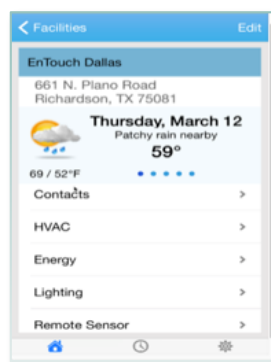 Facilities Edit
EnTouch Dallas
661 N. Plano Road
Richardson, TX 75081
Thursday, March 12
Patchy rain nearby
59°
69 / 52°F
Contacts
HVAC
Energy
Lighting
Remote Sensor